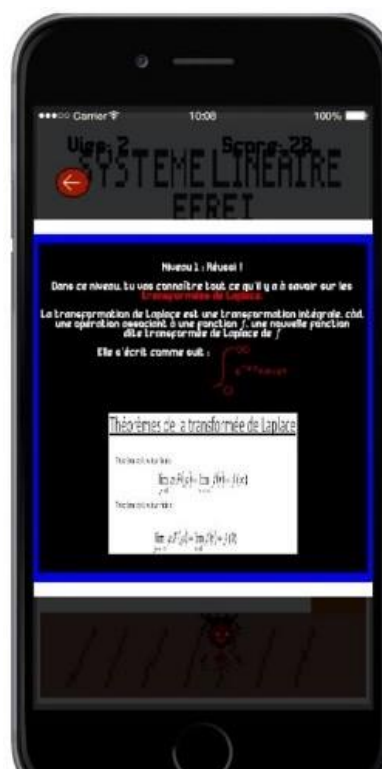 Carrier
10:08
100%
Vies: 2
Score: 28
SYSTEME LINEAIRE
EFREI
Niveau 1 : Réussi !
Dans ce niveau, tu vas connaître tout ce qu'il y a à savoir sur les
transformées de Laplace.
La transformation de Laplace est une transformation intégrale, càd,
une opération associant à une fonction f, une nouvelle fonction
dite transformée de Laplace de f
Elle s'écrit comme suit :
Théorèmes de la transformée de Laplace